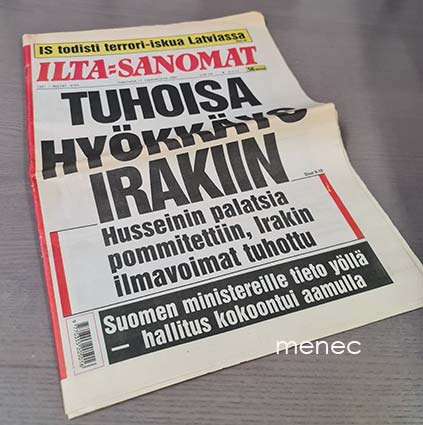 IS todisti terrori-iskua Latviassa
ILTA=SANOMAT
TUHOISA
HYÖKKÄYS
IRAKIIN
Husseinin palatsia
pommitettiin, Irakin
ilmavoimat tuhottu
Suomen ministereille tieto yöllä
– hallitus kokoontui aamulla
menec